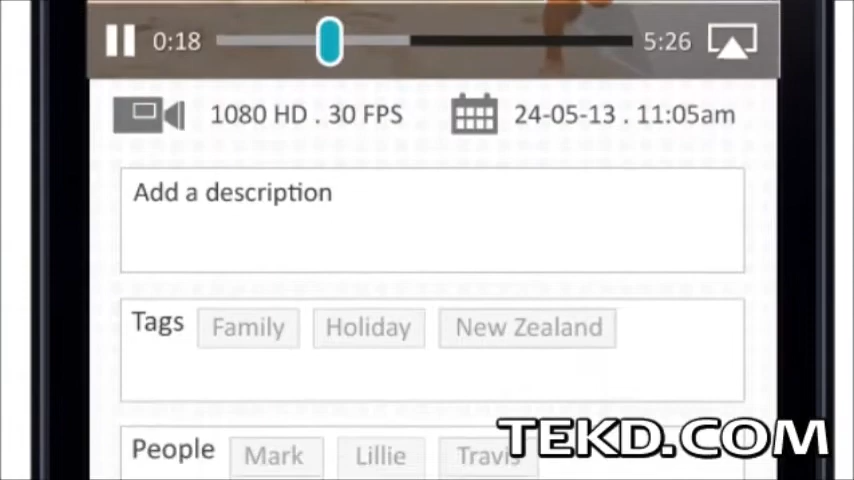 0:18 5:26
1080 HD . 30 FPS 24-05-13 . 11:05am
Add a description
Tags Family Holiday New Zealand
People Mark Lillie Travis
TEKD.COM